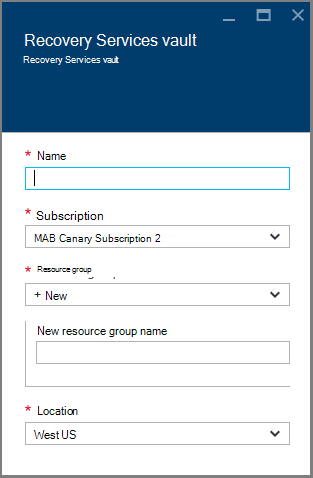 Recovery Services vault
Recovery Services vault
* Name
* Subscription
MAB Canary Subscription 2
* Resource group
+ New
New resource group name
* Location
West US